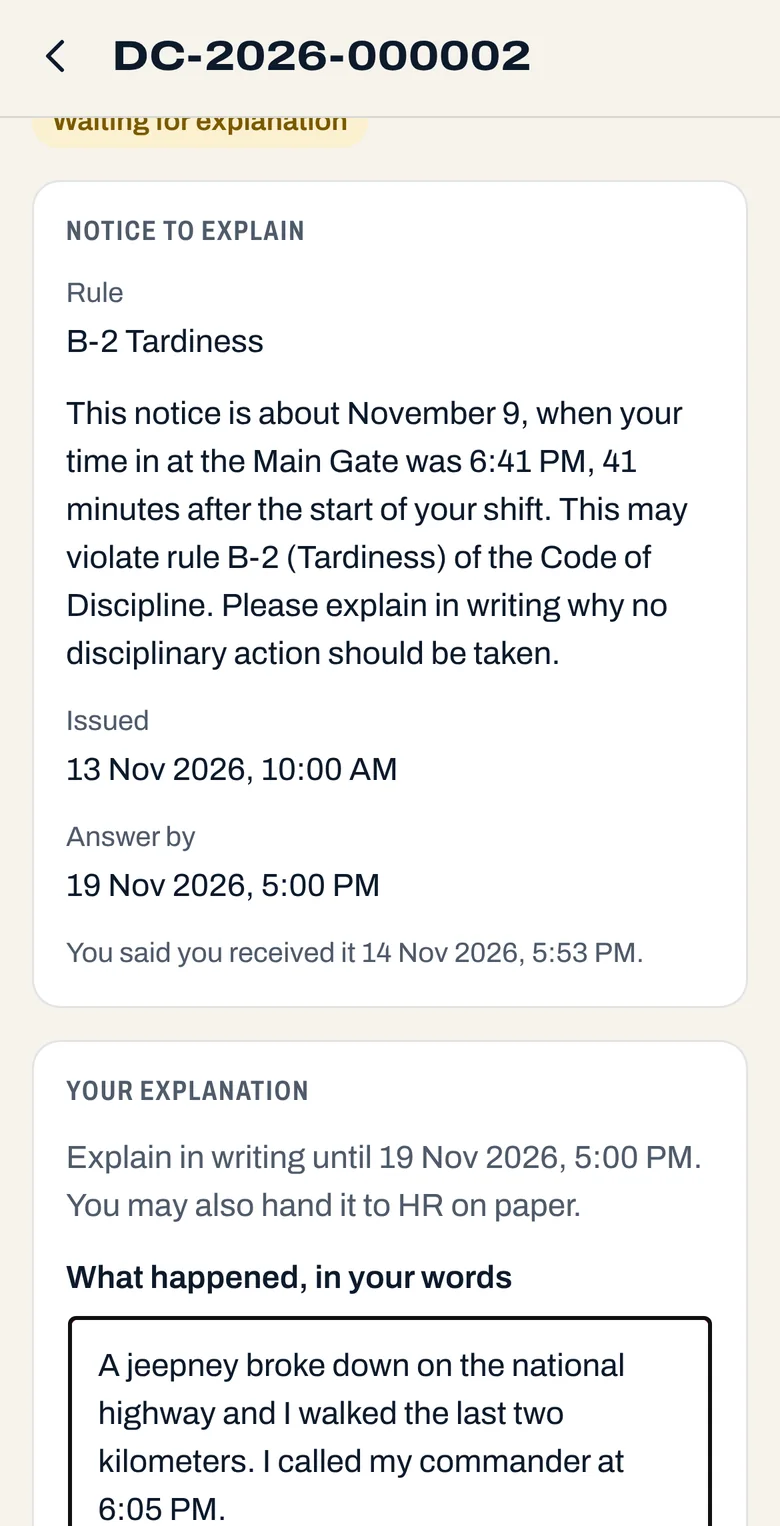 DC-2026-000002
Waiting for explanation
NOTICE TO EXPLAIN
Rule
B-2 Tardiness
This notice is about November 9, when your
time in at the Main Gate was 6:41 PM, 41
minutes after the start of your shift. This may
violate rule B-2 (Tardiness) of the Code of
Discipline. Please explain in writing why no
disciplinary action should be taken.
Issued
13 Nov 2026, 10:00 AM
Answer by
19 Nov 2026, 5:00 PM
You said you received it 14 Nov 2026, 5:53 PM.
YOUR EXPLANATION
Explain in writing until 19 Nov 2026, 5:00 PM.
You may also hand it to HR on paper.
What happened, in your words
A jeepney broke down on the national
highway and I walked the last two
kilometers. I called my commander at
6:05 PM.